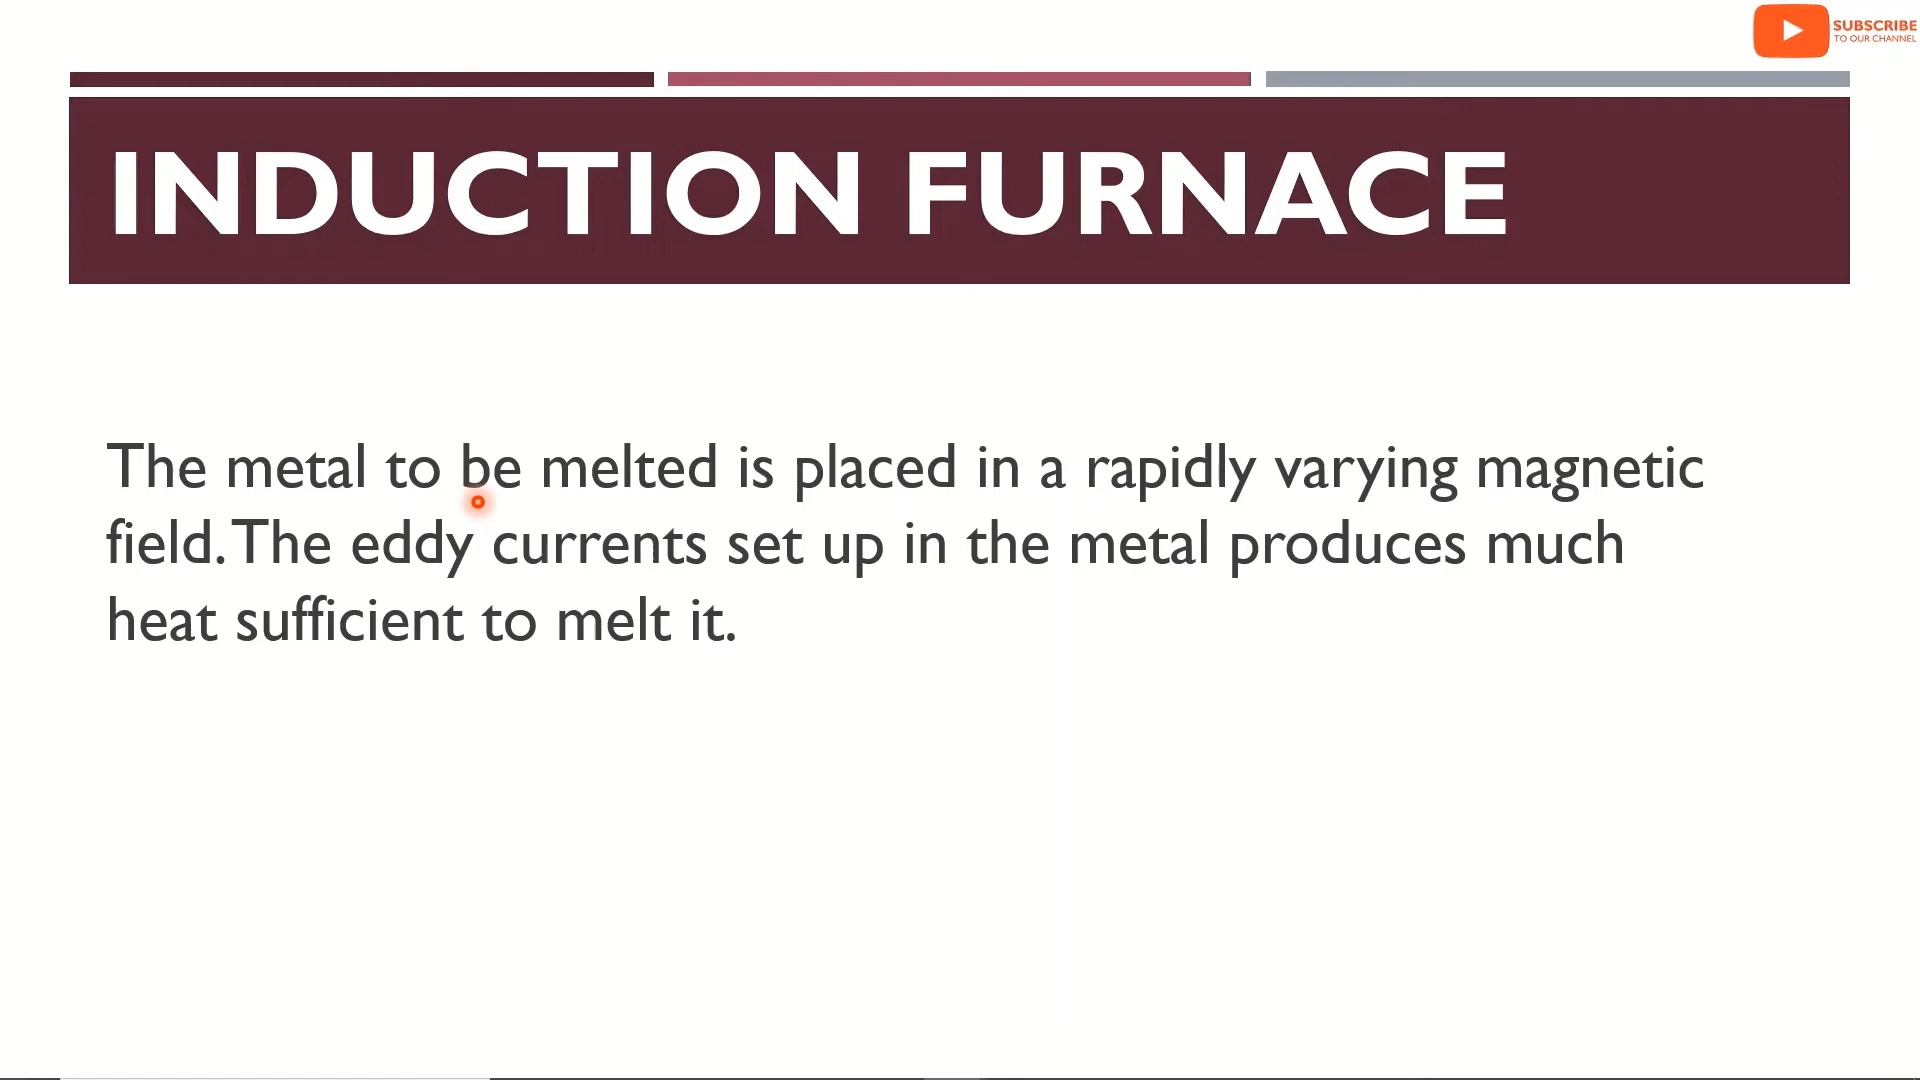 SUBSCRIBE
TO OUR CHANNEL
INDUCTION FURNACE
The metal to be melted is placed in a rapidly varying magnetic
field. The eddy currents set up in the metal produces much
heat sufficient to melt it.